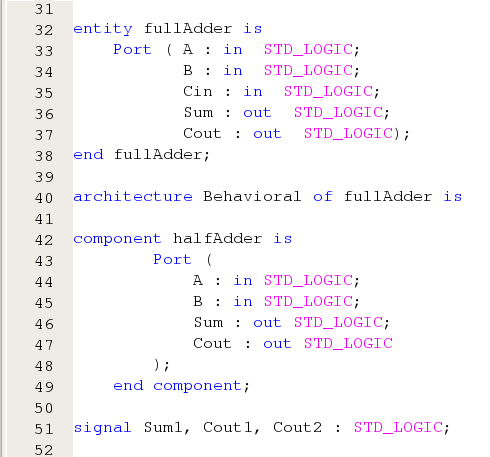 31
32 entity fullAdder is
33     Port ( A : in  STD_LOGIC;
34            B : in  STD_LOGIC;
35            Cin : in  STD_LOGIC;
36            Sum : out  STD_LOGIC;
37            Cout : out  STD_LOGIC);
38 end fullAdder;
39
40 architecture Behavioral of fullAdder is
41
42 component halfAdder is
43         Port (
44             A : in STD_LOGIC;
45             B : in STD_LOGIC;
46             Sum : out STD_LOGIC;
47             Cout : out STD_LOGIC
48         );
49     end component;
50
51 signal Sum1, Cout1, Cout2 : STD_LOGIC;
52